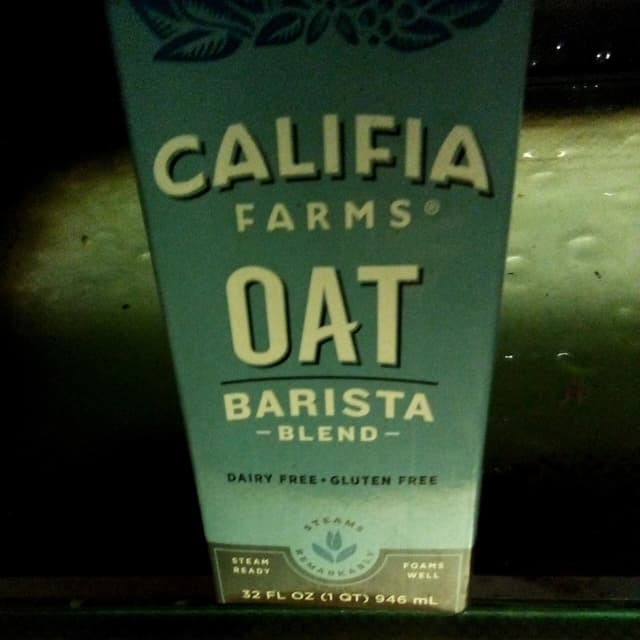 CALIFIA
FARMS®
OAT
BARISTA
-BLEND-
DAIRY FREE • GLUTEN FREE
STEAMS
REMARKABLY
STEAM
READY
FOAMS
WELL
32 FL OZ (1 QT) 946 mL